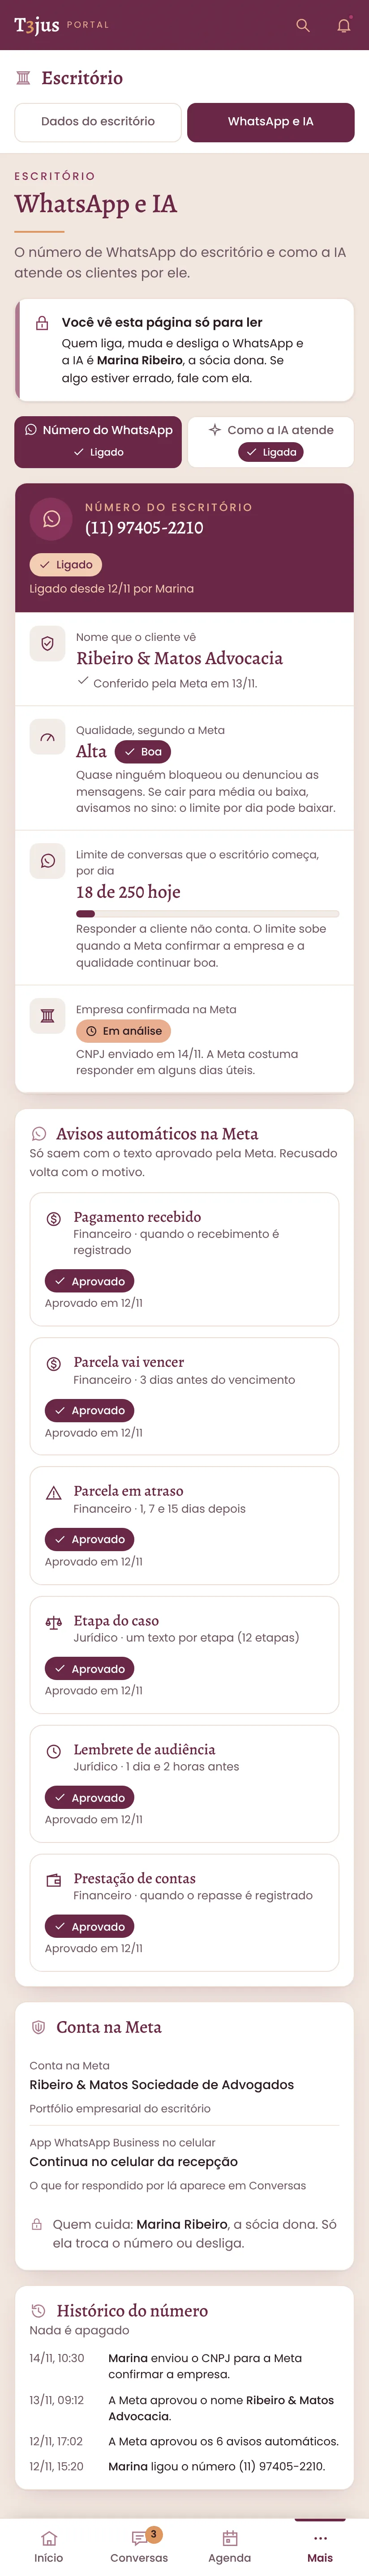 T3jus PORTAL
Escritório
Dados do escritório
WhatsApp e IA
ESCRITÓRIO
WhatsApp e IA
O número de WhatsApp do escritório e como a IA
atende os clientes por ele.
Você vê esta página só para ler
Quem liga, muda e desliga o WhatsApp e
a IA é Marina Ribeiro, a sócia dona. Se
algo estiver errado, fale com ela.
Número do WhatsApp
Ligado
Como a IA atende
Ligada
NÚMERO DO ESCRITÓRIO
(11) 97405-2210
Ligado
Ligado desde 12/11 por Marina
Nome que o cliente vê
Ribeiro & Matos Advocacia
Conferido pela Meta em 13/11.
Qualidade, segundo a Meta
Alta Boa
Quase ninguém bloqueou ou denunciou as
mensagens. Se cair para média ou baixa,
avisamos no sino: o limite por dia pode baixar.
Limite de conversas que o escritório começa,
por dia
18 de 250 hoje
Responder a cliente não conta. O limite sobe
quando a Meta confirmar a empresa e a
qualidade continuar boa.
Empresa confirmada na Meta
Em análise
CNPJ enviado em 14/11. A Meta costuma
responder em alguns dias úteis.
Avisos automáticos na Meta
Só saem com o texto aprovado pela Meta. Recusado
volta com o motivo.
Pagamento recebido
Financeiro · quando o recebimento é
registrado
Aprovado
Aprovado em 12/11
Parcela vai vencer
Financeiro · 3 dias antes do vencimento
Aprovado
Aprovado em 12/11
Parcela em atraso
Financeiro · 1, 7 e 15 dias depois
Aprovado
Aprovado em 12/11
Etapa do caso
Jurídico · um texto por etapa (12 etapas)
Aprovado
Aprovado em 12/11
Lembrete de audiência
Jurídico · 1 dia e 2 horas antes
Aprovado
Aprovado em 12/11
Prestação de contas
Financeiro · quando o repasse é registrado
Aprovado
Aprovado em 12/11
Conta na Meta
Conta na Meta
Ribeiro & Matos Sociedade de Advogados
Portfólio empresarial do escritório
App WhatsApp Business no celular
Continua no celular da recepção
O que for respondido por lá aparece em Conversas
Quem cuida: Marina Ribeiro, a sócia dona. Só
ela troca o número ou desliga.
Histórico do número
Nada é apagado
14/11, 10:30 Marina enviou o CNPJ para a Meta
confirmar a empresa.
13/11, 09:12 A Meta aprovou o nome Ribeiro & Matos
Advocacia.
12/11, 17:02 A Meta aprovou os 6 avisos automáticos.
12/11, 15:20 Marina ligou o número (11) 97405-2210.
3
Início
Conversas
Agenda
Mais